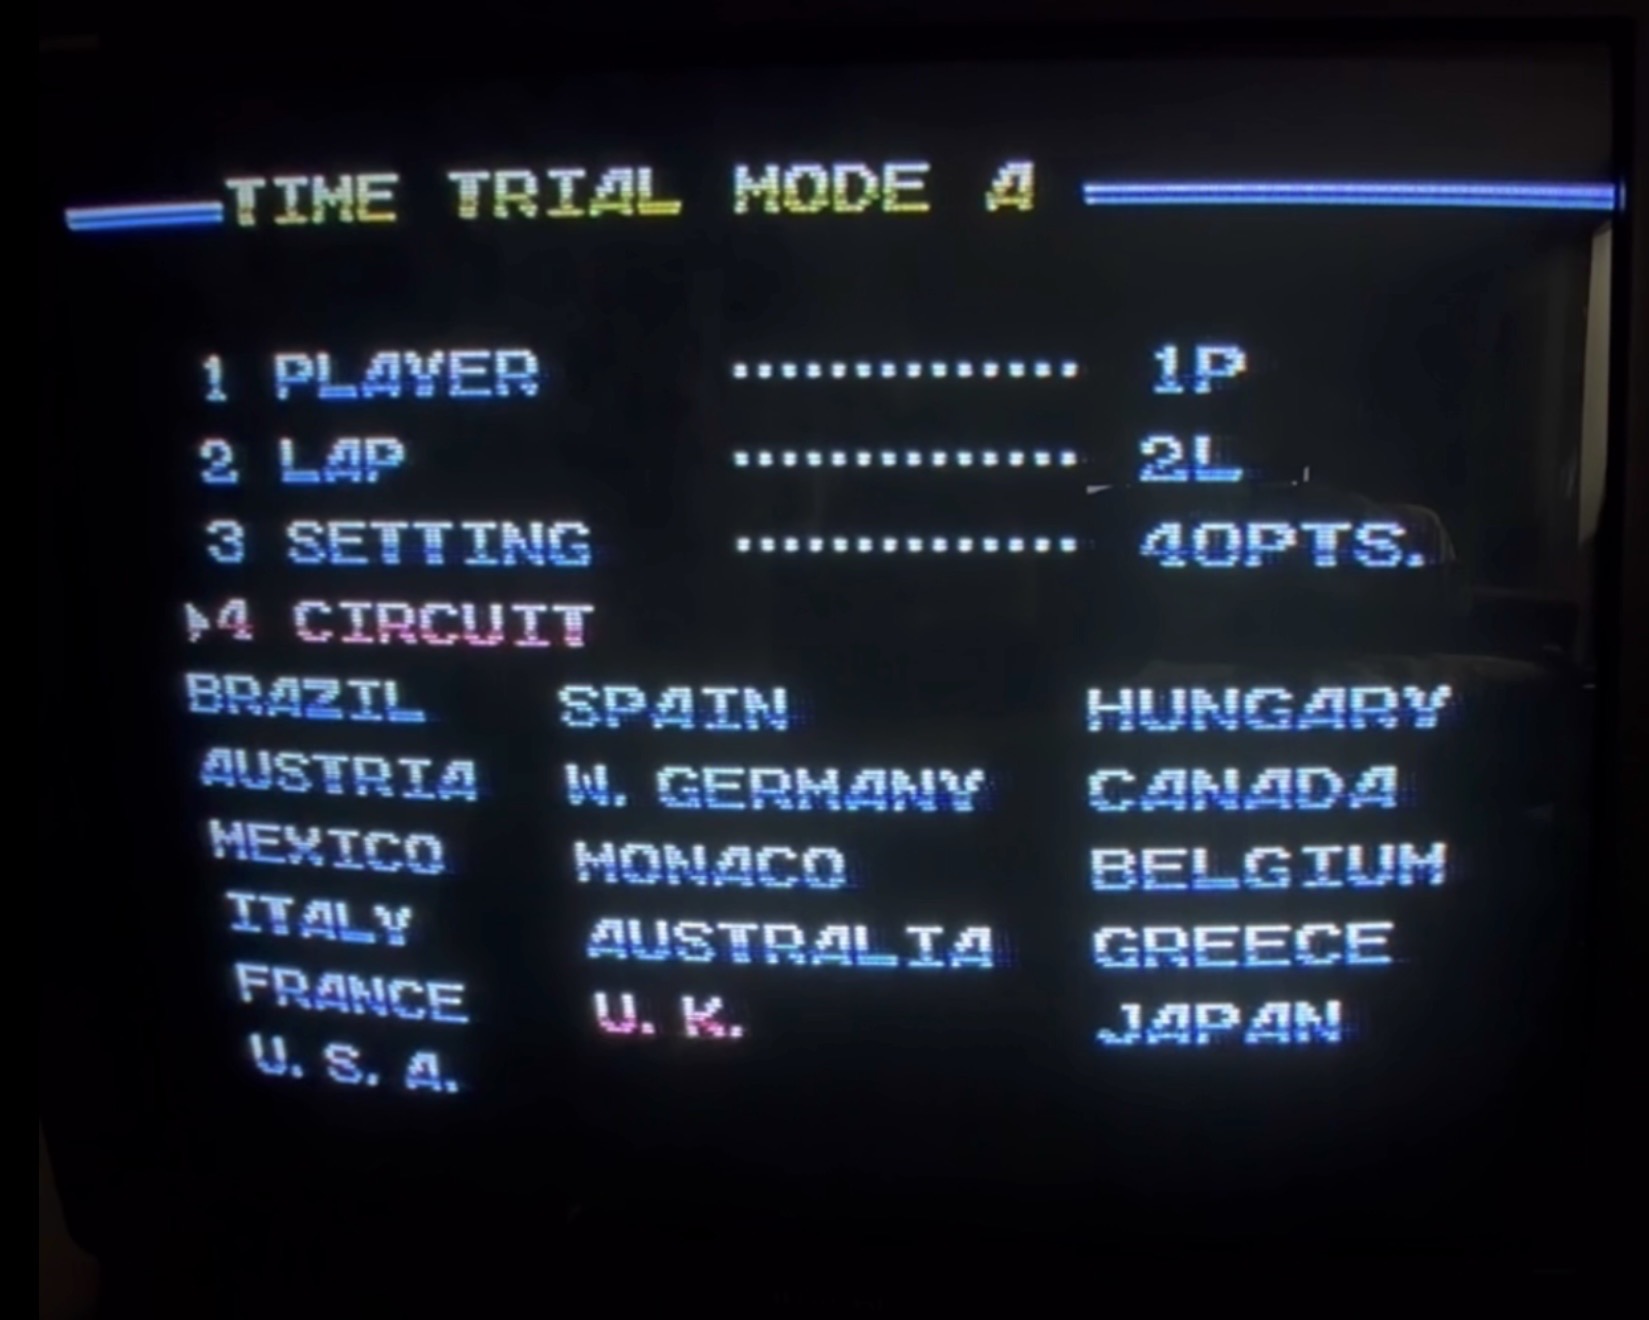 TIME TRIAL MODE A
1 PLAYER .............. 1P
2 LAP .............. 2L
3 SETTING .............. 40PTS.
▶4 CIRCUIT
BRAZIL SPAIN HUNGARY
AUSTRIA W. GERMANY CANADA
MEXICO MONACO BELGIUM
ITALY AUSTRALIA GREECE
FRANCE U. K. JAPAN
U. S. A.